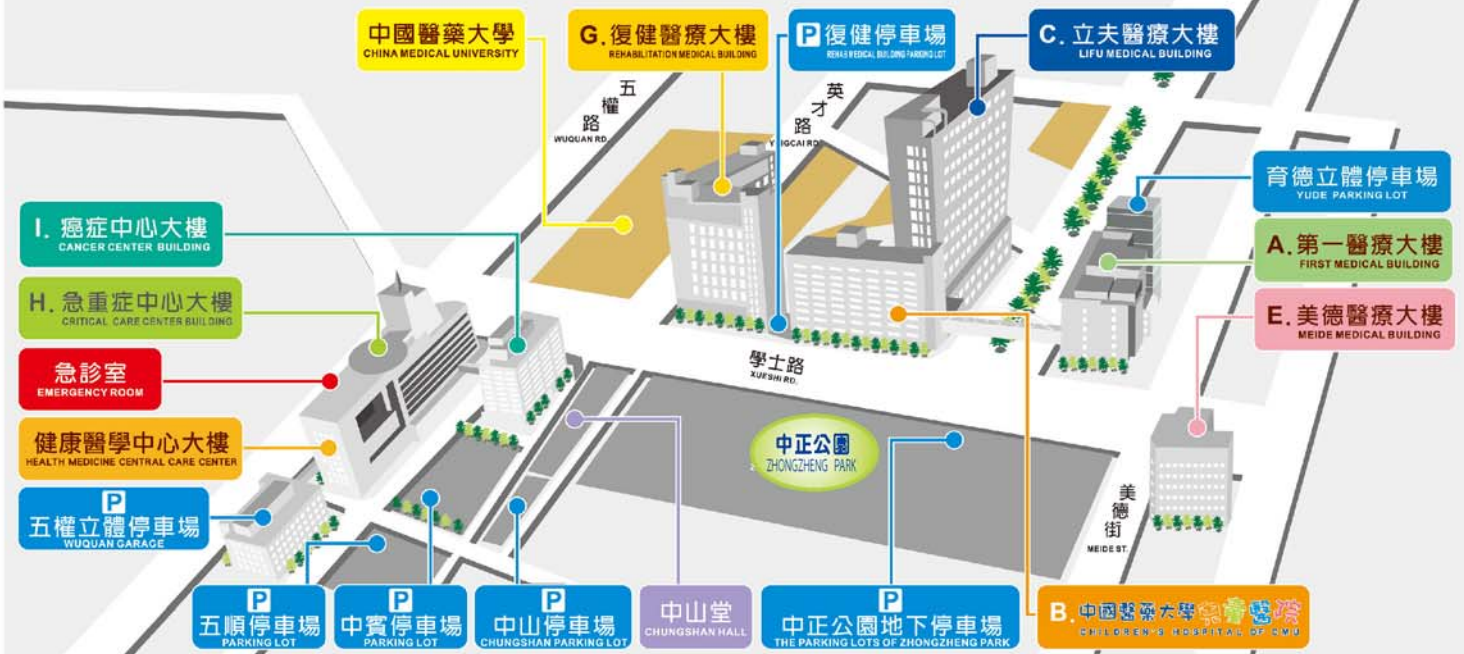 中國醫藥大學
CHINA MEDICAL UNIVERSITY
G. 復健醫療大樓
REHABILITATION MEDICAL BUILDING
P 復健停車場
REHAB MEDICAL BUILDING PARKING LOT
C. 立夫醫療大樓
LIFU MEDICAL BUILDING
五權路
WUQUAN RD.
英才路
YINGCAI RD.
育德立體停車場
YUDE PARKING LOT
I. 癌症中心大樓
CANCER CENTER BUILDING
A. 第一醫療大樓
FIRST MEDICAL BUILDING
H. 急重症中心大樓
CRITICAL CARE CENTER BUILDING
E. 美德醫療大樓
MEIDE MEDICAL BUILDING
急診室
EMERGENCY ROOM
學士路
XUESHI RD.
健康醫學中心大樓
HEALTH MEDICINE CENTRAL CARE CENTER
中正公園
ZHONGZHENG PARK
P
五權立體停車場
WUQUAN GARAGE
美德街
MEIDE ST.
P
五順停車場
PARKING LOT
P
中賓停車場
PARKING LOT
P
中山停車場
CHUNGSHAN PARKING LOT
中山堂
CHUNGSHAN HALL
P
中正公園地下停車場
THE PARKING LOTS OF ZHONGZHENG PARK
B. 中國醫藥大學兒童醫院
CHILDREN'S HOSPITAL OF CMU